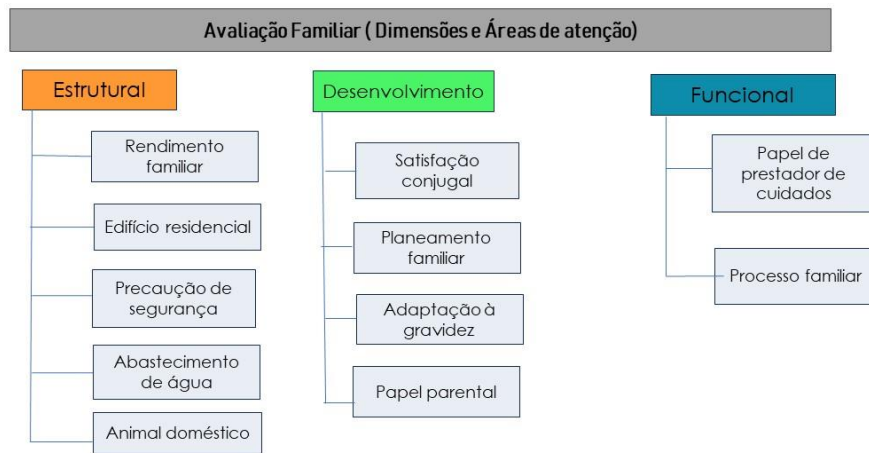 Avaliação Familiar ( Dimensões e Áreas de atenção)
Estrutural
Rendimento
familiar
Edifício residencial
Precaução de
segurança
Abastecimento
de água
Animal doméstico
Desenvolvimento
Satisfação
conjugal
Planeamento
familiar
Adaptação à
gravidez
Papel parental
Funcional
Papel de
prestador de
cuidados
Processo familiar